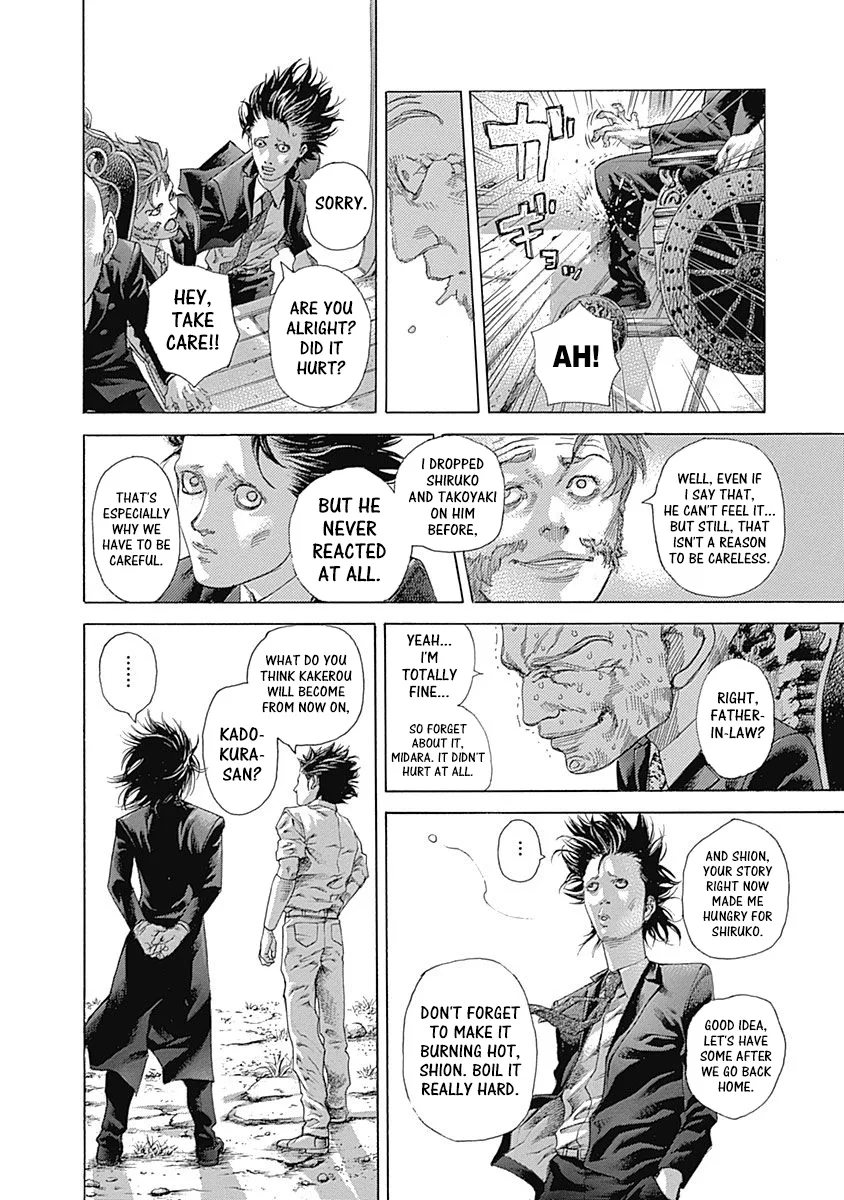 ガ
ギ
ョ
AH!
SORRY.
ARE YOU
ALRIGHT?
DID IT
HURT?
HEY,
TAKE
CARE!!
WELL, EVEN IF
I SAY THAT,
HE CAN'T FEEL IT...
BUT STILL, THAT
ISN'T A REASON
TO BE CARELESS.
I DROPPED
SHIRUKO
AND TAKOYAKI
ON HIM
BEFORE,
BUT HE
NEVER
REACTED
AT ALL.
THAT'S
ESPECIALLY
WHY WE
HAVE TO BE
CAREFUL.
RIGHT,
FATHER-
IN-LAW?
YEAH...
I'M
TOTALLY
FINE...
SO FORGET
ABOUT IT,
MIDARA. IT DIDN'T
HURT AT ALL.
AND SHION,
YOUR STORY
RIGHT NOW
MADE ME
HUNGRY FOR
SHIRUKO.
GOOD IDEA,
LET'S HAVE
SOME AFTER
WE GO BACK
HOME.
...
DON'T FORGET
TO MAKE IT
BURNING HOT,
SHION. BOIL IT
REALLY HARD.
WHAT DO YOU
THINK KAKEROU
WILL BECOME
FROM NOW ON,
KADO-
KURA-
SAN?
....